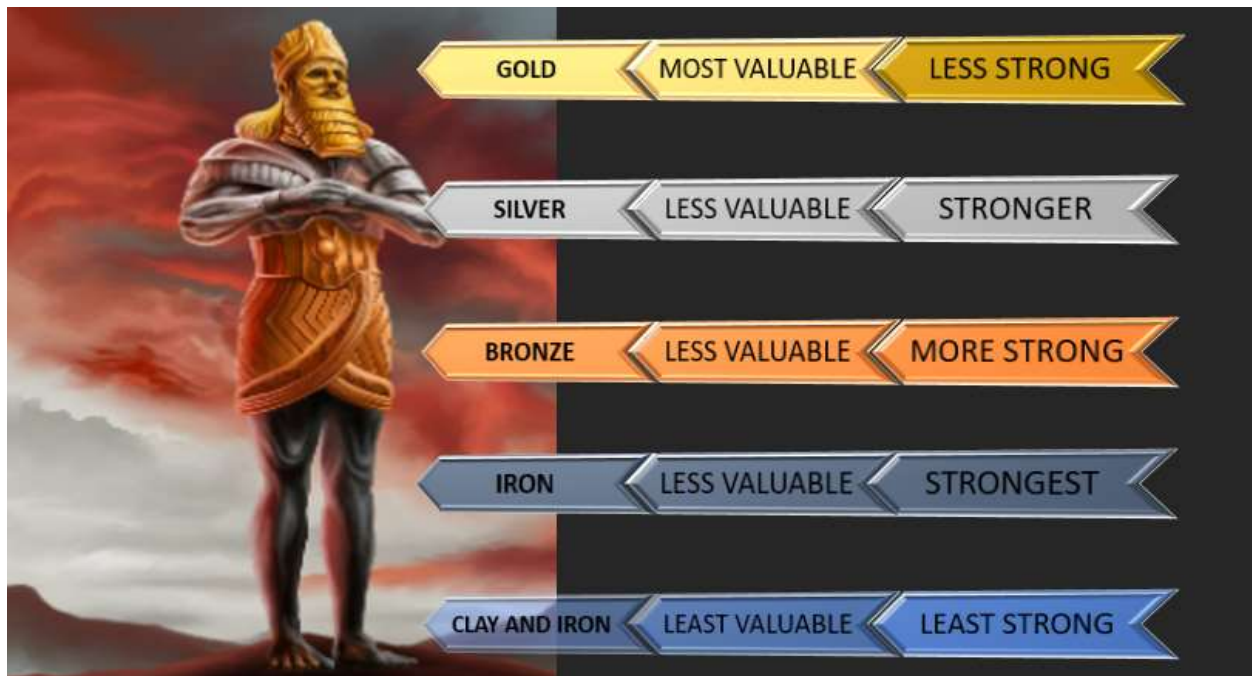 GOLD MOST VALUABLE LESS STRONG
SILVER LESS VALUABLE STRONGER
BRONZE LESS VALUABLE MORE STRONG
IRON LESS VALUABLE STRONGEST
CLAY AND IRON LEAST VALUABLE LEAST STRONG